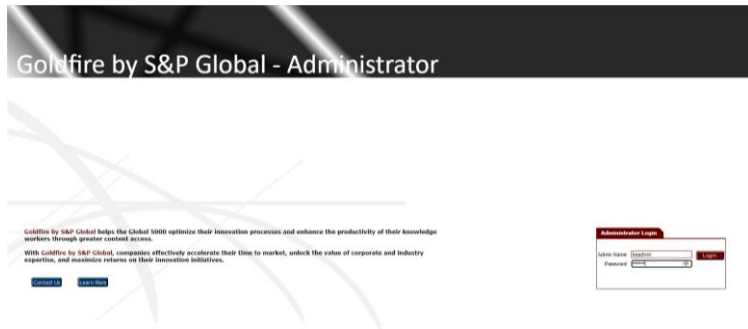 Goldfire by S&P Global - Administrator
Goldfire by S&P Global helps the Global 5000 optimize their innovation processes and enhance the productivity of their knowledge
workers through greater content access.
With Goldfire by S&P Global, companies effectively accelerate their time to market, unlock the value of corporate and industry
expertise, and maximize returns on their innovation initiatives.
Contact Us Learn More
Administrator Login
Admin Name: Login
Password: